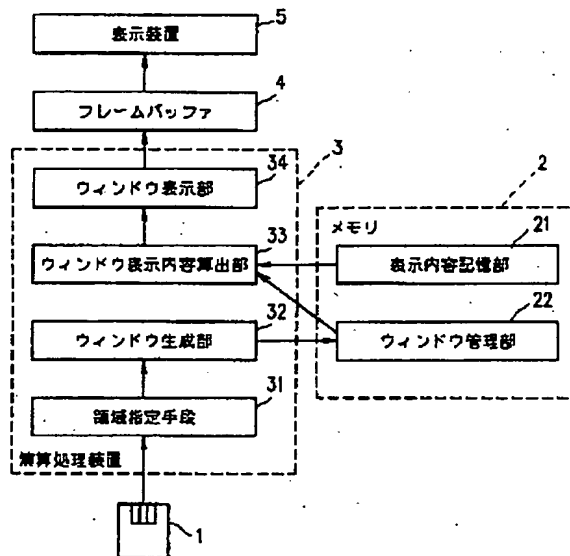 5
表示装置
4
フレームバッファ
34
3
ウィンドウ表示部
2
33
メモリ
21
ウィンドウ表示内容算出部
表示内容記憶部
32
22
ウィンドウ生成部
ウィンドウ管理部
31
領域指定手段
演算処理装置
1